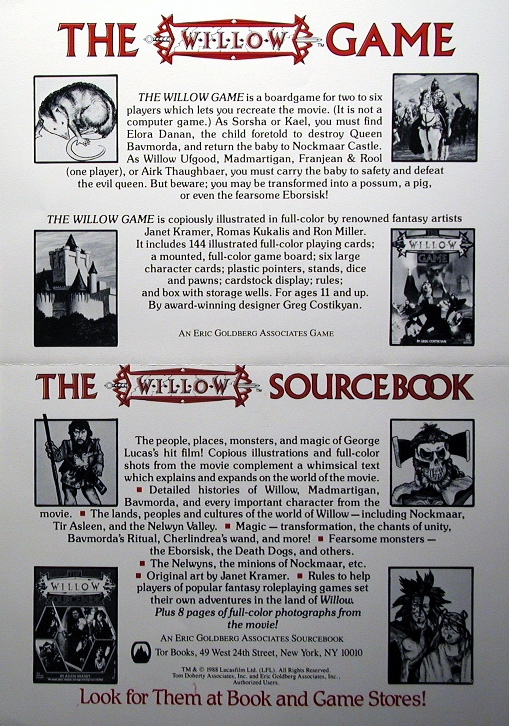 THE WILLOW™ GAME
THE WILLOW GAME is a boardgame for two to six
players which lets you recreate the movie. (It is not a
computer game.) As Sorsha or Kael, you must find
Elora Danan, the child foretold to destroy Queen
Bavmorda, and return the baby to Nockmaar Castle.
As Willow Ufgood, Madmartigan, Franjean & Rool
(one player), or Airk Thaughbaer, you must carry the baby to safety and defeat
the evil queen. But beware; you may be transformed into a possum, a pig,
or even the fearsome Eborsisk!
THE WILLOW GAME is copiously illustrated in full-color by renowned fantasy artists
Janet Kramer, Romas Kukalis and Ron Miller.
It includes 144 illustrated full-color playing cards;
a mounted, full-color game board; six large
character cards; plastic pointers, stands, dice
and pawns; cardstock display; rules;
and box with storage wells. For ages 11 and up.
By award-winning designer Greg Costikyan.
WILLOW
GAME
BY GREG COSTIKYAN
AN ERIC GOLDBERG ASSOCIATES GAME
THE WILLOW™ SOURCEBOOK
The people, places, monsters, and magic of George
Lucas's hit film! Copious illustrations and full-color
shots from the movie complement a whimsical text
which explains and expands on the world of the movie.
■ Detailed histories of Willow, Madmartigan,
Bavmorda, and every important character from the
movie. ■ The lands, peoples and cultures of the world of Willow — including Nockmaar,
Tir Asleen, and the Nelwyn Valley. ■ Magic — transformation, the chants of unity,
Bavmorda's Ritual, Cherlindrea's wand, and more! ■ Fearsome monsters —
the Eborsisk, the Death Dogs, and others.
■ The Nelwyns, the minions of Nockmaar, etc.
■ Original art by Janet Kramer. ■ Rules to help
players of popular fantasy roleplaying games set
their own adventures in the land of Willow.
Plus 8 pages of full-color photographs from
the movie!
WILLOW
AN ERIC GOLDBERG ASSOCIATES SOURCEBOOK
Tor Books, 49 West 24th Street, New York, NY 10010
TM & © 1988 Lucasfilm Ltd. (LFL). All Rights Reserved.
Tom Doherty Associates, Inc. and Eric Goldberg Associates, Inc.,
Authorized Users.
Look for Them at Book and Game Stores!